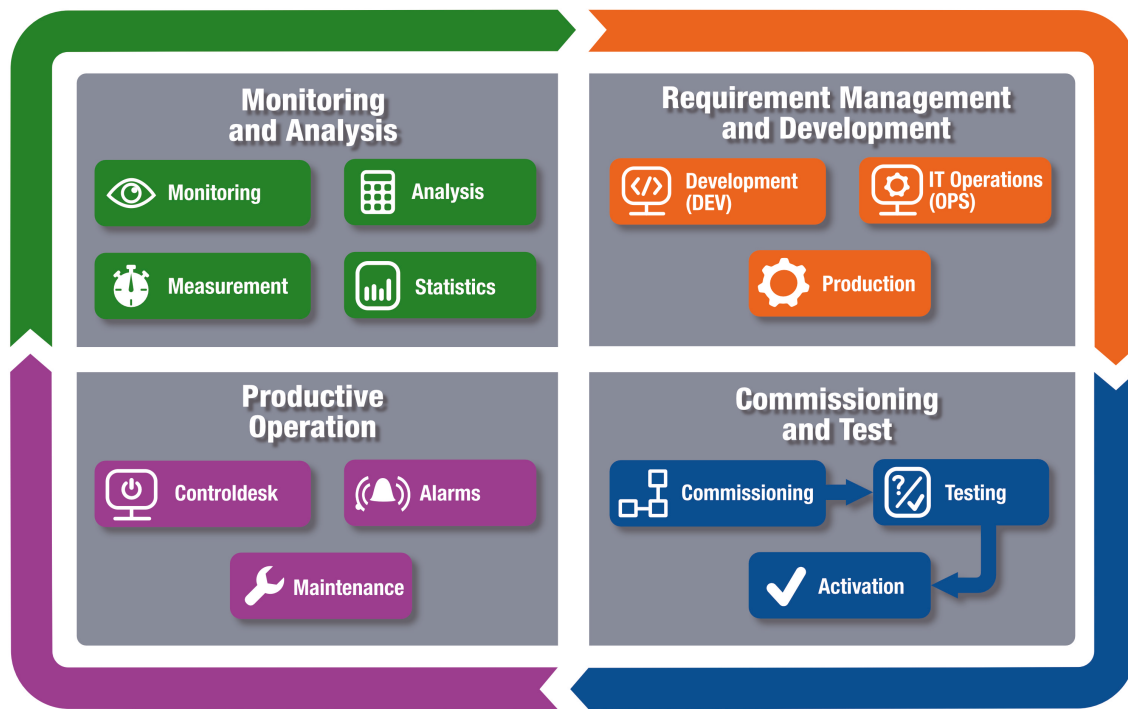 Monitoring
and Analysis
Monitoring
Analysis
Measurement
Statistics
Requirement Management
and Development
Development
(DEV)
IT Operations
(OPS)
Production
Productive
Operation
Controldesk
Alarms
Maintenance
Commissioning
and Test
Commissioning
Testing
Activation